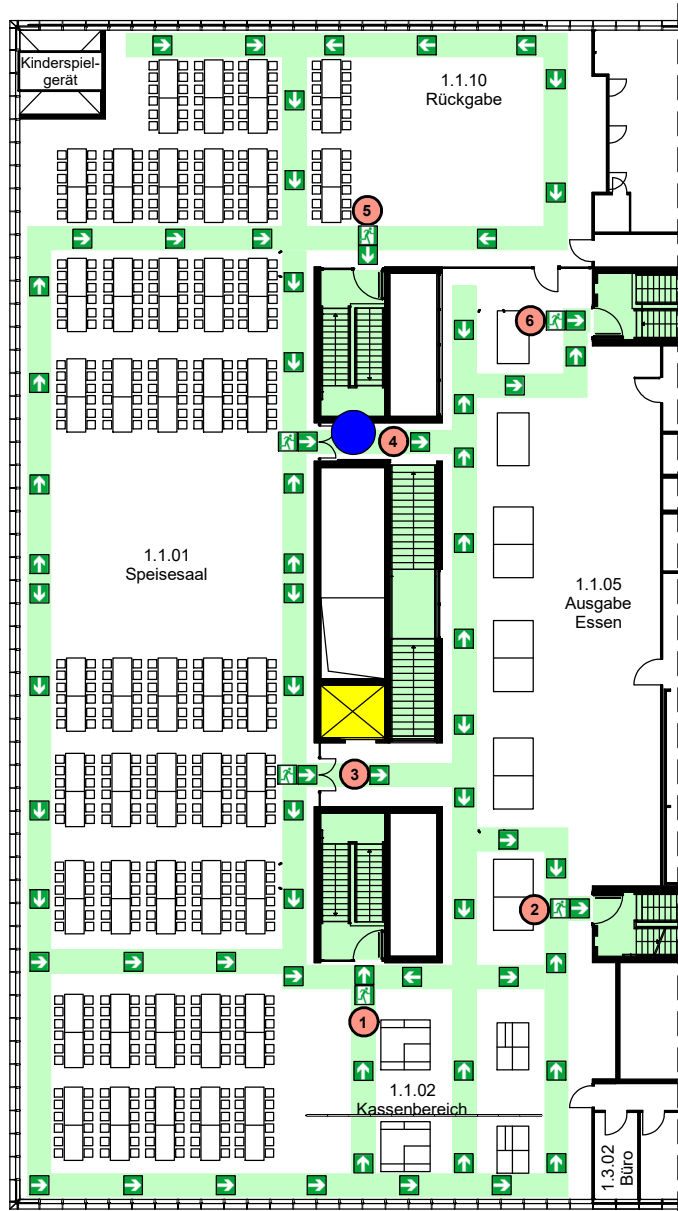 Kinderspiel-
gerät
1.1.10
Rückgabe
5
6
4
1.1.01
Speisesaal
1.1.05
Ausgabe
Essen
3
2
1
1.1.02
Kassenbereich
1.3.02
Büro